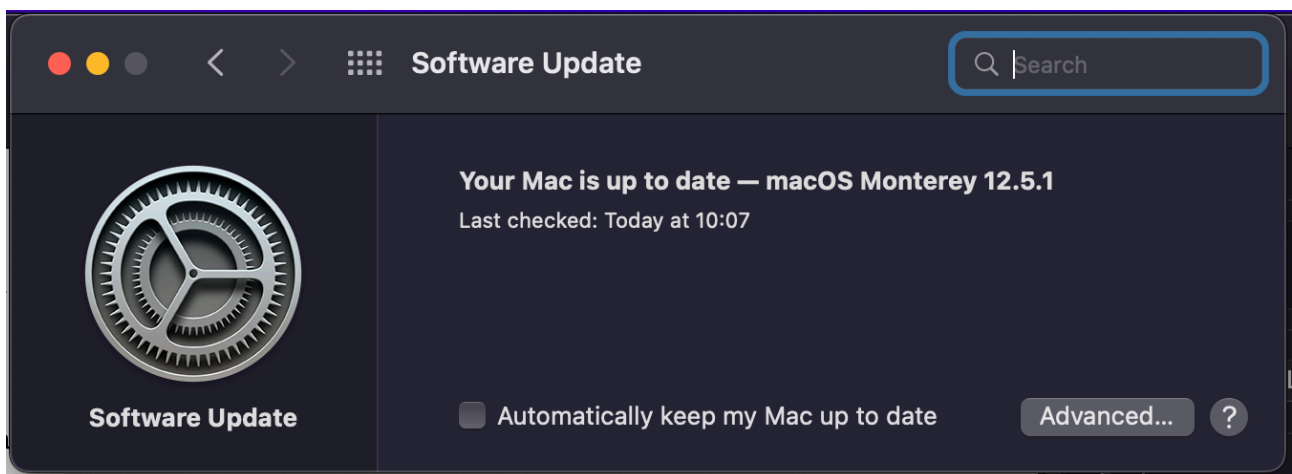 Software Update
Search
Your Mac is up to date — macOS Monterey 12.5.1
Last checked: Today at 10:07
Software Update
Automatically keep my Mac up to date
Advanced...
?